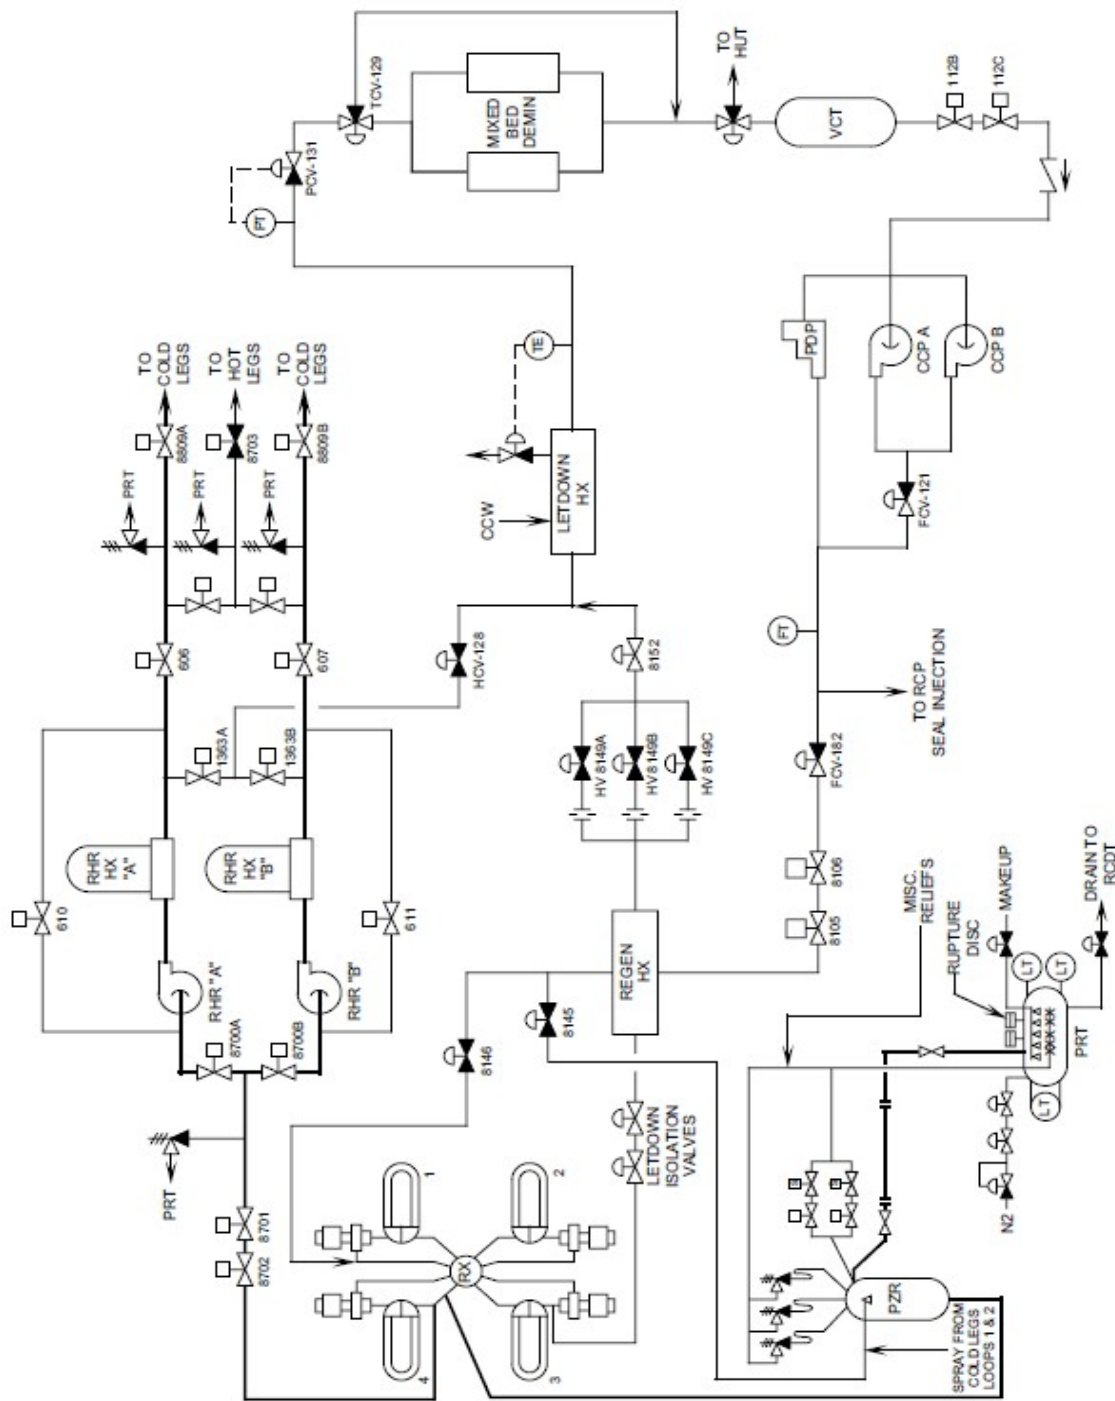 TO
HUT
TCV-129
MIXED
BED
DEMIN
VCT
112B
112C
PCV-131
PT
TO
COLD
LEGS
TO
HOT
LEGS
TO
COLD
LEGS
8809A
8703
8809B
PRT
PRT
PRT
TE
CCW
LETDOWN
HX
PDP
CCP A
CCP B
FCV-121
606
607
HCV-128
8152
FT
TO RCP
SEAL INJECTION
1363A
1363B
HV 8149A
HV 8149B
HV 8149C
FCV-182
RHR
HX
"A"
RHR
HX
"B"
610
611
8106
8105
REGEN
HX
MISC.
RELIEFS
RUPTURE
DISC
MAKEUP
DRAIN TO
RCDT
RHR "A"
RHR "B"
8700A
8700B
8146
8145
LT
LT
LT
PRT
XXX-XX
LETDOWN
ISOLATION
VALVES
PRT
8701
8702
1
2
3
4
RX
N2
PZR
SPRAY FROM
COLD LEGS
LOOPS 1 & 2